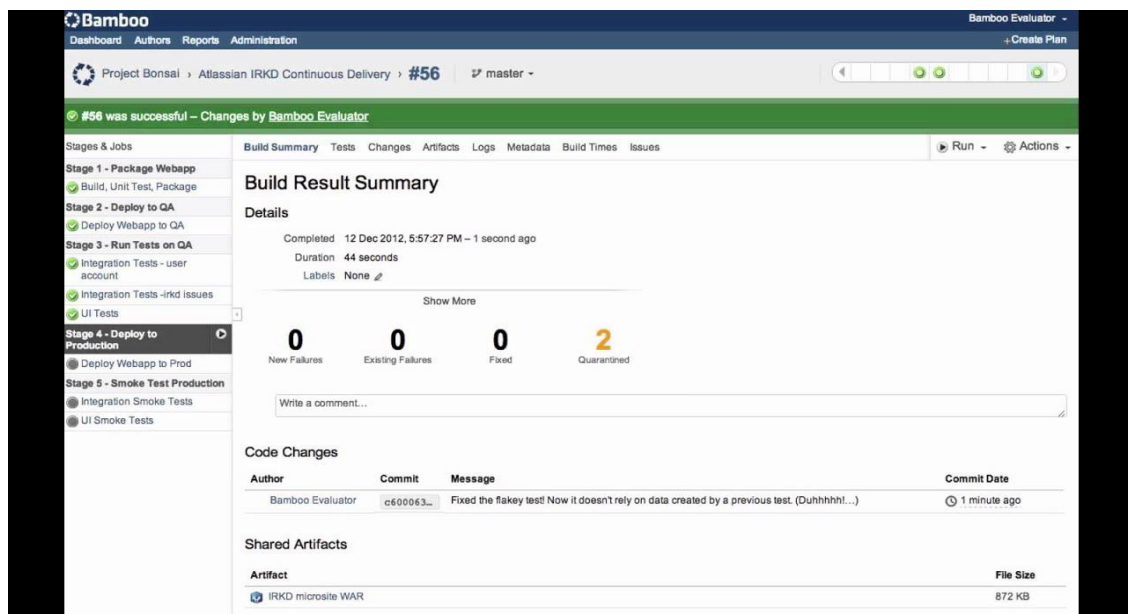 Bamboo
Bamboo Evaluator
Dashboard Authors Reports Administration
+Create Plan
Project Bonsai › Atlassian IRKD Continuous Delivery › #56 master
#56 was successful – Changes by Bamboo Evaluator
Stages & Jobs
Stage 1 - Package Webapp
Build, Unit Test, Package
Stage 2 - Deploy to QA
Deploy Webapp to QA
Stage 3 - Run Tests on QA
Integration Tests - user
account
Integration Tests -irkd issues
UI Tests
Stage 4 - Deploy to
Production
Deploy Webapp to Prod
Stage 5 - Smoke Test Production
Integration Smoke Tests
UI Smoke Tests
Build Summary Tests Changes Artifacts Logs Metadata Build Times Issues
Run Actions
Build Result Summary
Details
Completed 12 Dec 2012, 5:57:27 PM – 1 second ago
Duration 44 seconds
Labels None
Show More
0 0 0 2
New Failures Existing Failures Fixed Quarantined
Write a comment...
Code Changes
Author Commit Message Commit Date
Bamboo Evaluator c600063… Fixed the flakey test! Now it doesn't rely on data created by a previous test. (Duhhhhh!...) 1 minute ago
Shared Artifacts
Artifact File Size
IRKD microsite WAR 872 KB